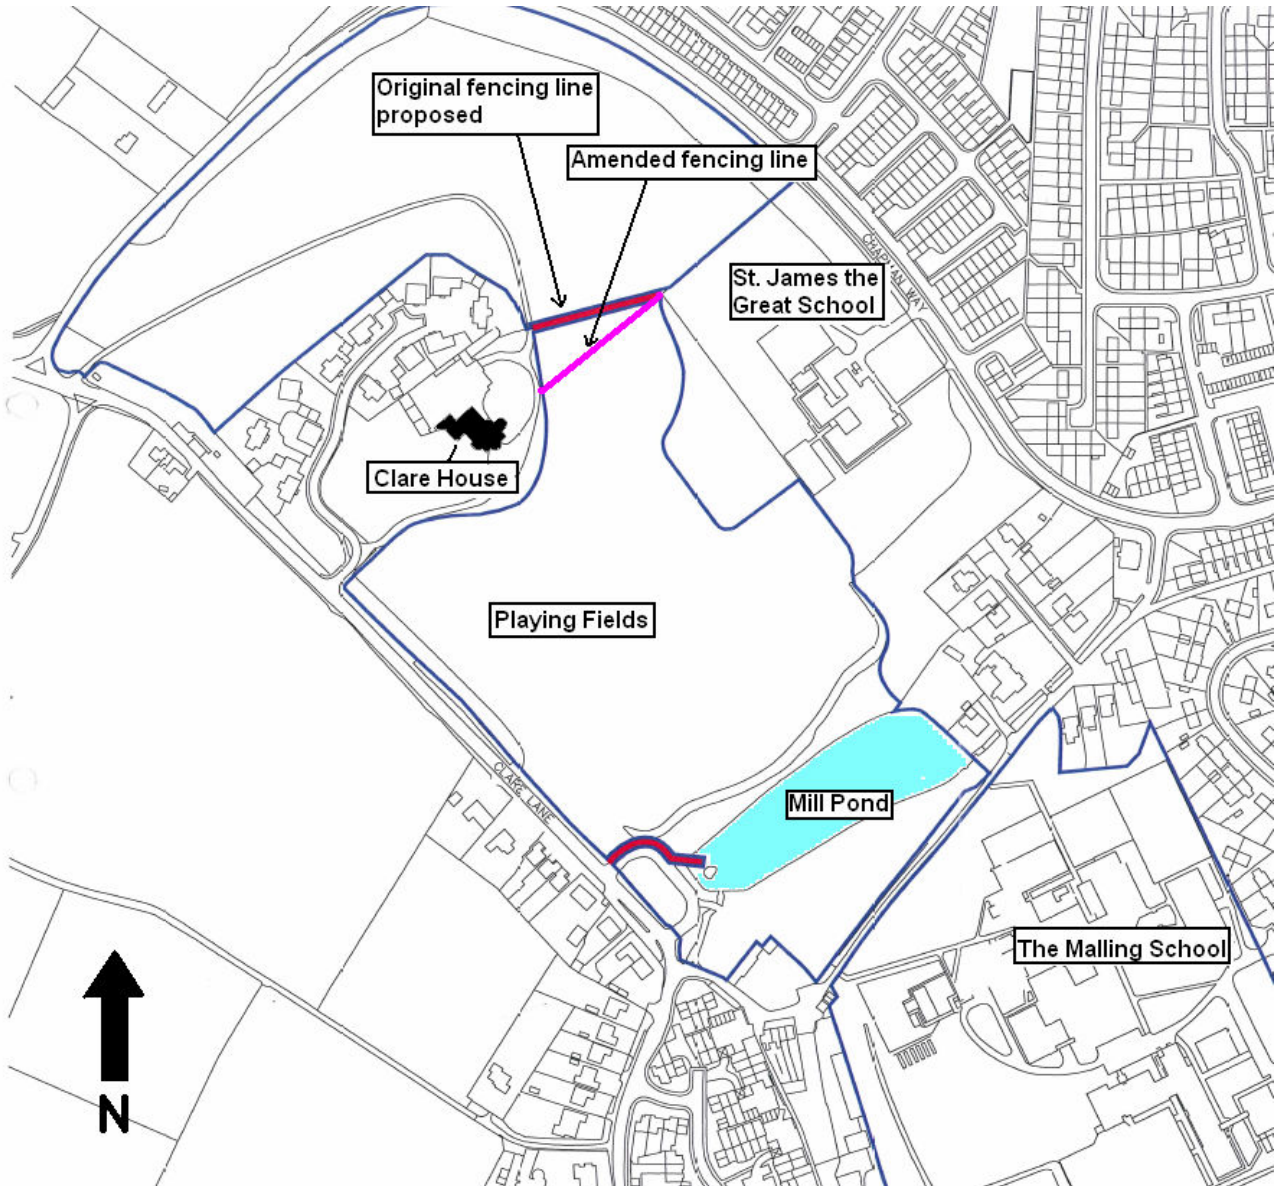 Original fencing line
proposed
Amended fencing line
CHAPMAN WAY
St. James the
Great School
Clare House
Playing Fields
CLARE LANE
Mill Pond
The Malling School
N